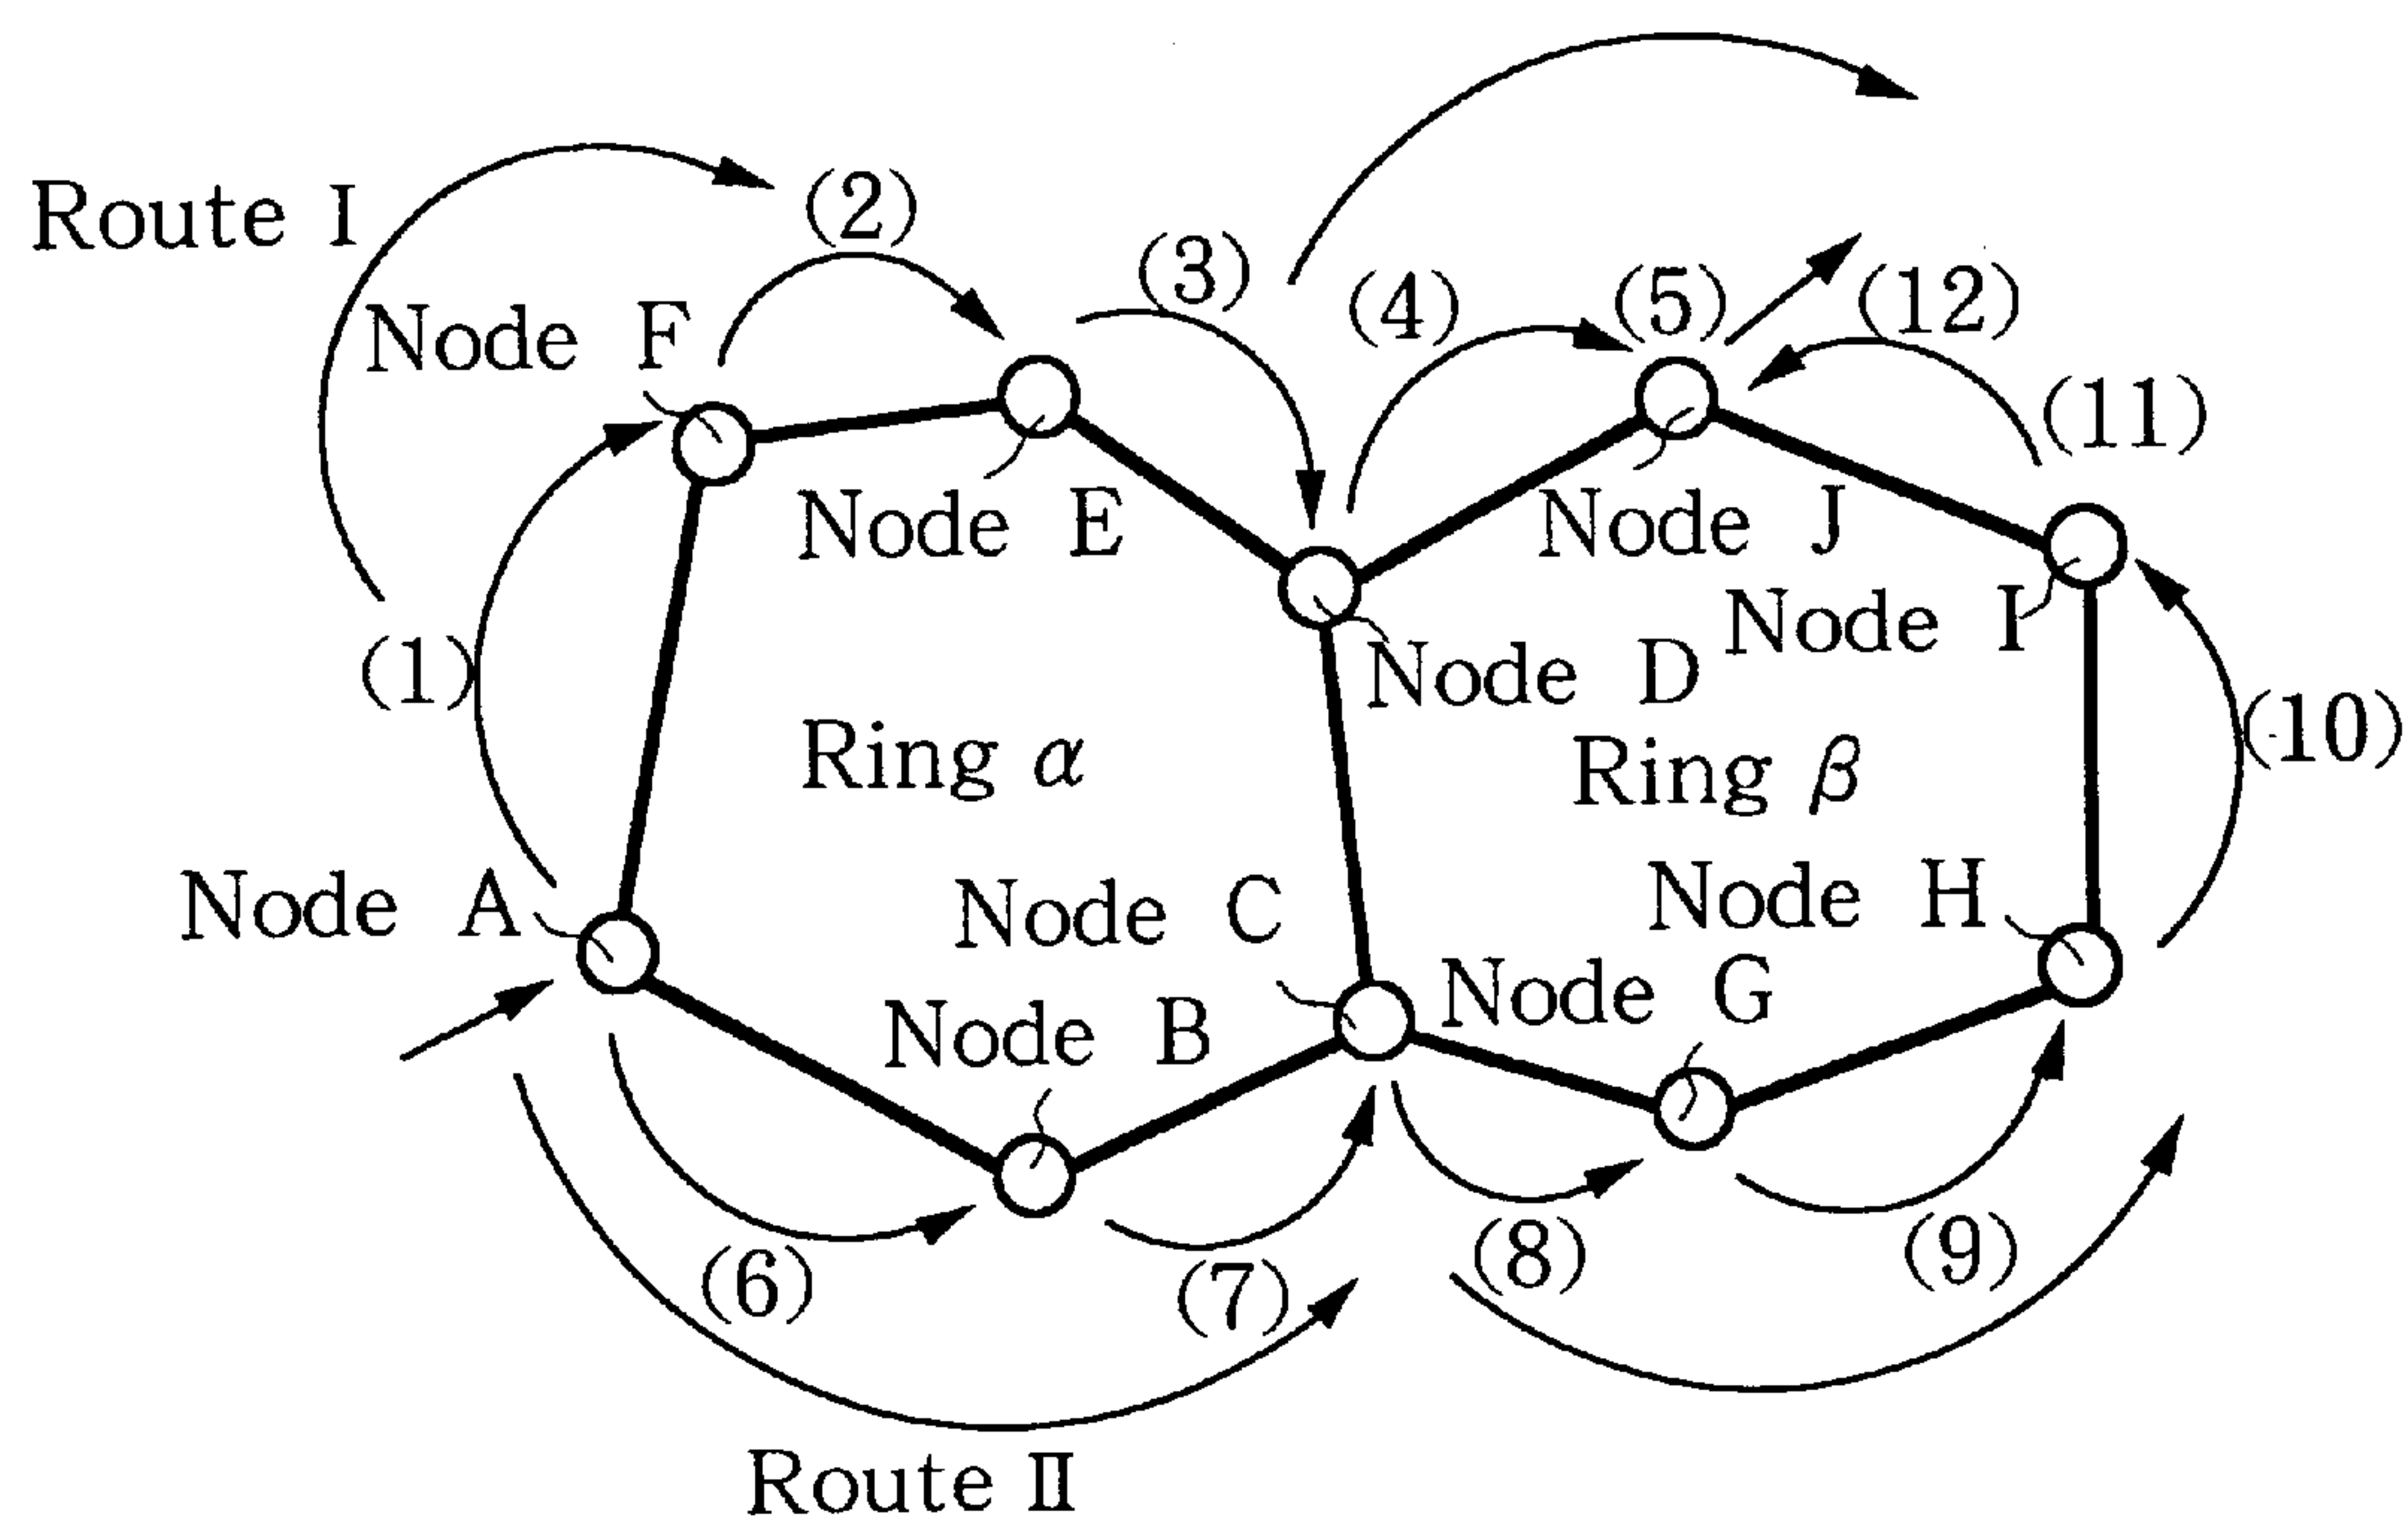 Route I
(2)
(3)
(4)
(5)
(12)
Node F
(11)
Node E
Node J
Node I
(1)
Node D
(10)
Ring α
Ring β
Node A
Node C
Node H
Node B
Node G
(6)
(7)
(8)
(9)
Route II